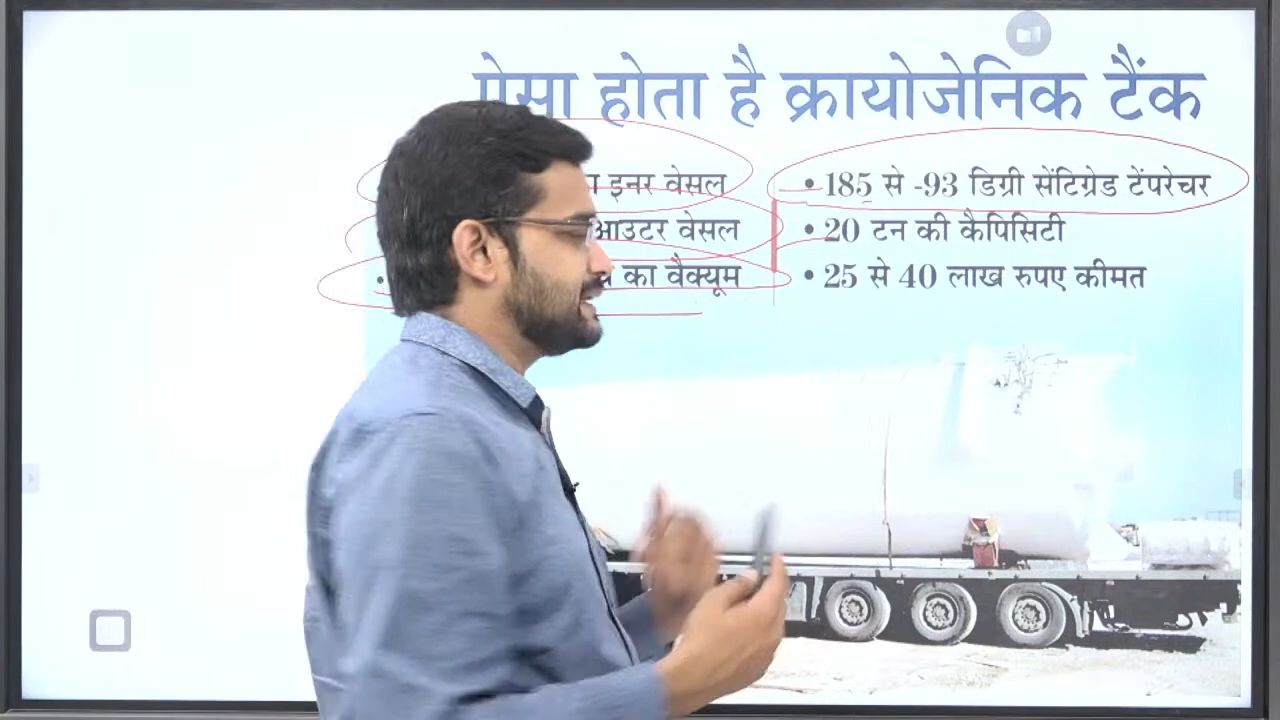 ऐसा होता है क्रायोजेनिक टैंक
इनर वेसल
आउटर वेसल
का वैक्यूम
• 185 से -93 डिग्री सेंटिग्रेड टेंपरेचर
• 20 टन की कैपिसिटी
• 25 से 40 लाख रुपए कीमत